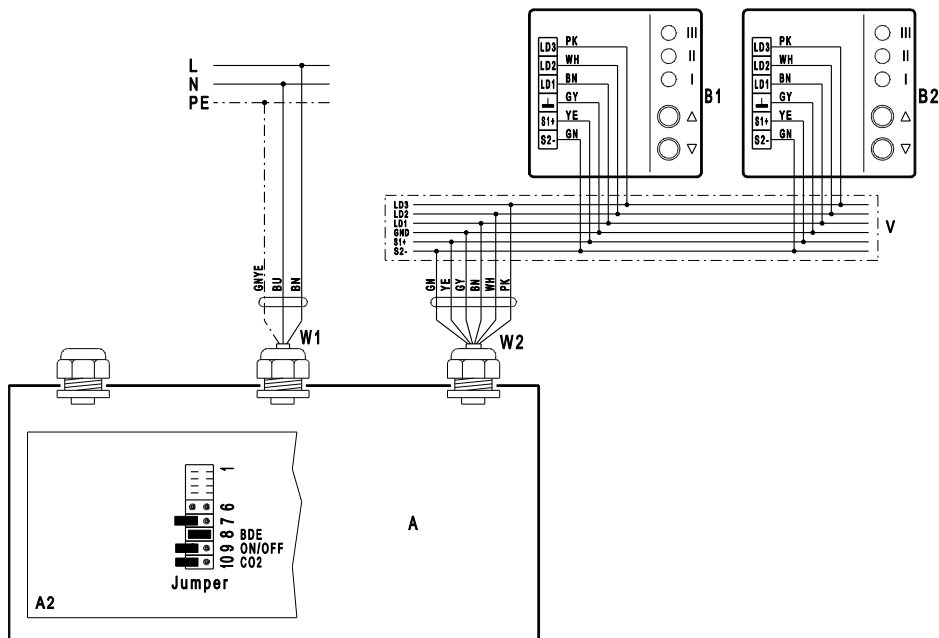 L
N
PE
LD3 PK
LD2 WH
LD1 BN
GY
S1+ YE
S2- GN
III
II
I
B1
LD3 PK
LD2 WH
LD1 BN
GY
S1+ YE
S2- GN
III
II
I
B2
LD3
LD2
LD1
GND
S1+
S2-
V
GNYE
BU
BN
W1
GN
YE
GY
BN
WH
PK
W2
1
6
7
8 BDE
9 ON/OFF
10 CO2
Jumper
A
A2